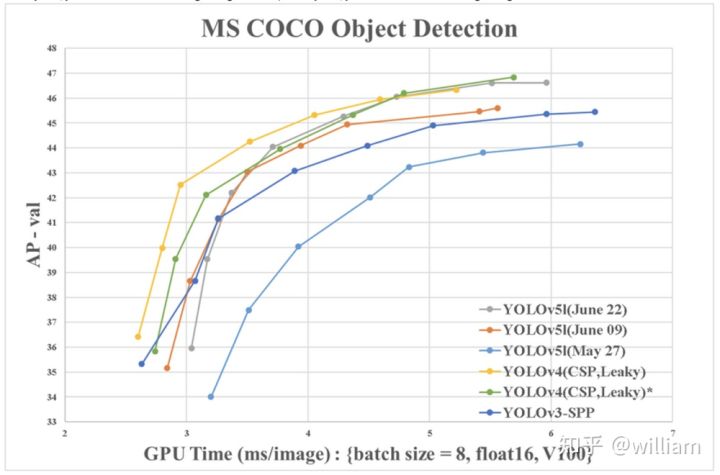 MS COCO Object Detection
AP - val
48
47
46
45
44
43
42
41
40
39
38
37
36
35
34
33
2 3 4 5 6 7
YOLOv5l(June 22)
YOLOv5l(June 09)
YOLOv5l(May 27)
YOLOv4(CSP,Leaky)
YOLOv4(CSP,Leaky)*
YOLOv3-SPP
GPU Time (ms/image) : {batch size = 8, float16, V100}
知乎 @william